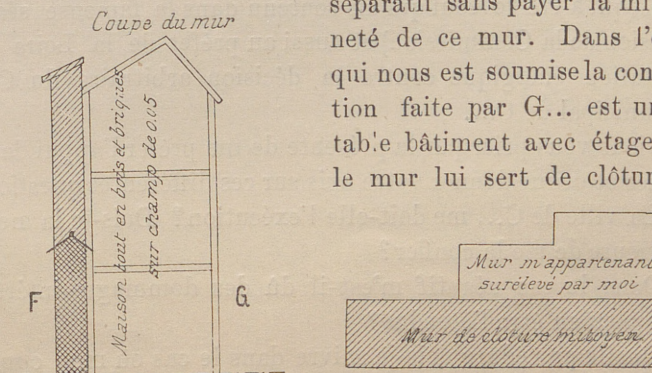 Coupe du mur
Maison tout en bois et briques
sur champ de 0.05
F
G
séparatif sans payer la mi
neté de ce mur. Dans l'e
qui nous est soumise la con
tion faite par G... est un
table bâtiment avec étage
le mur lui sert de clôtur
Mur m'appartenant
surélevé par moi
Mur de cloture mitoyen